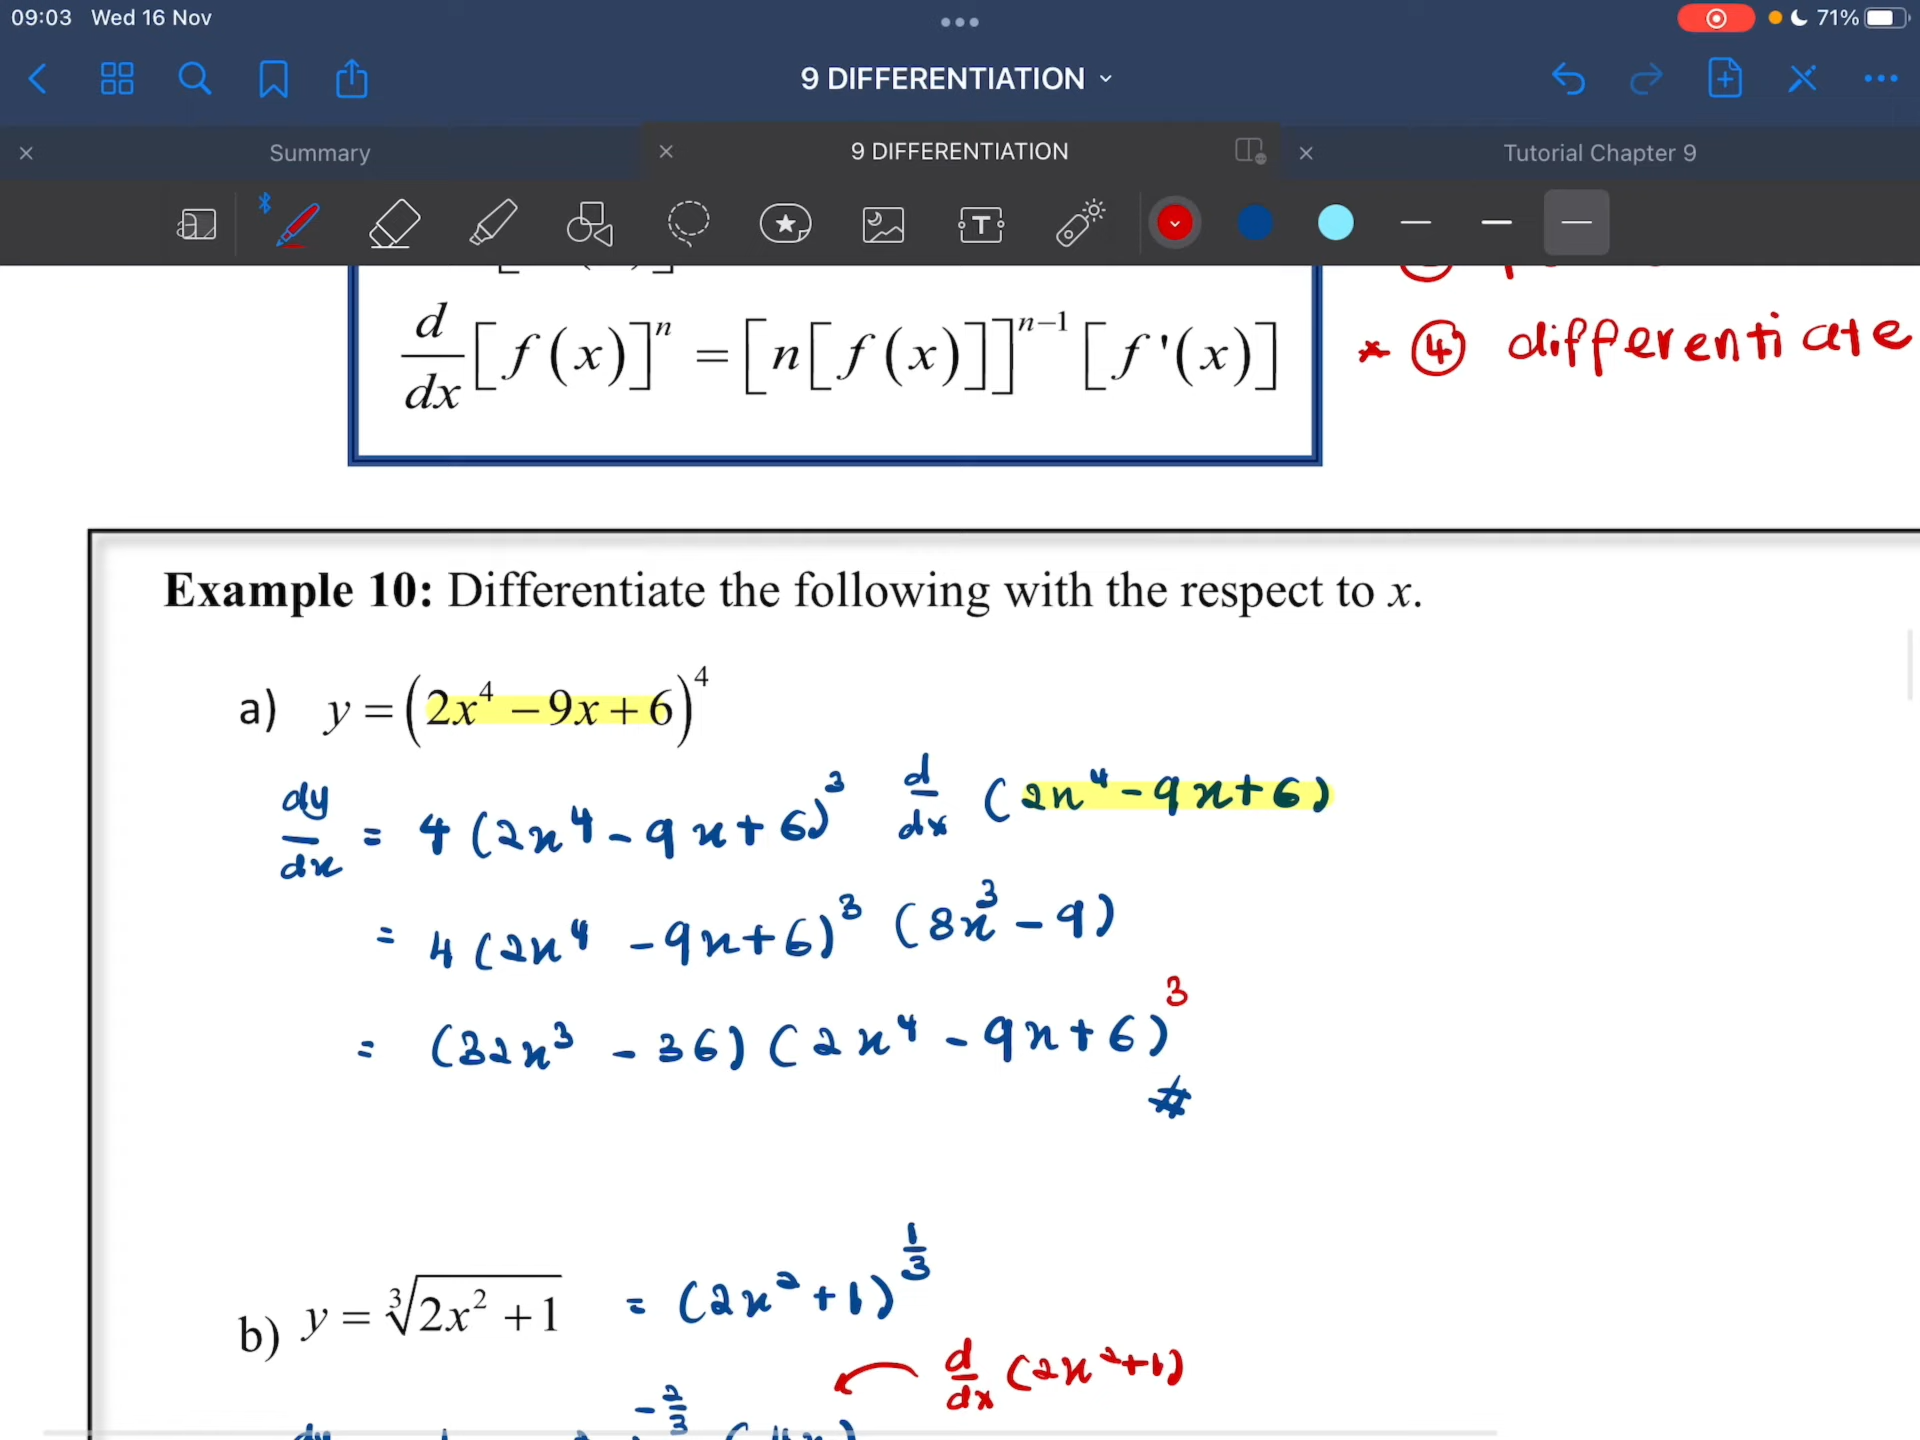 09:03 Wed 16 Nov
71%
9 DIFFERENTIATION
Summary
9 DIFFERENTIATION
Tutorial Chapter 9
d/dx [f(x)]^n = [n[f(x)]]^{n-1} [f'(x)]
* ④ differentiate
Example 10: Differentiate the following with the respect to x.
a) y = (2x^4 − 9x + 6)^4
dy/dx = 4(2x^4 - 9x + 6)^3 d/dx (2x^4 - 9x + 6)
= 4(2x^4 - 9x + 6)^3 (8x^3 - 9)
= (32x^3 - 36)(2x^4 - 9x + 6)^3 #
b) y = ∛(2x^2 + 1) = (2x^2 + 1)^{1/3}
d/dx (2x^2 + 1)
-2/3